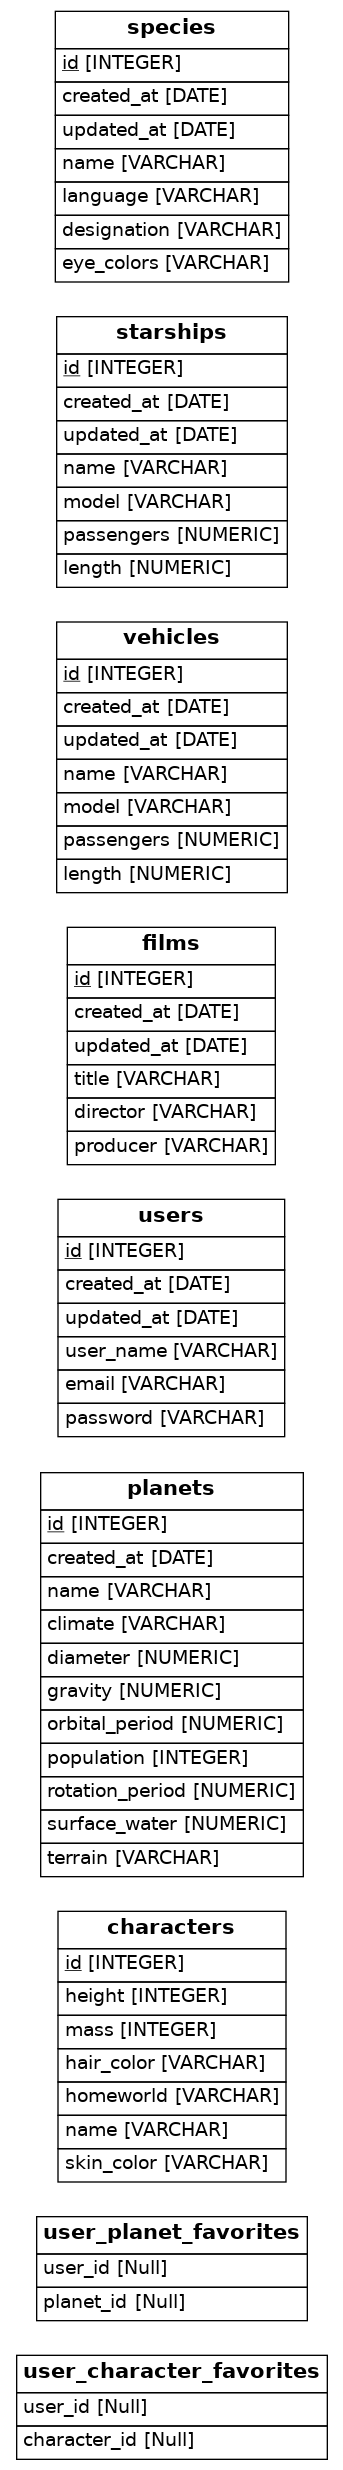 species
id [INTEGER]
created_at [DATE]
updated_at [DATE]
name [VARCHAR]
language [VARCHAR]
designation [VARCHAR]
eye_colors [VARCHAR]
starships
id [INTEGER]
created_at [DATE]
updated_at [DATE]
name [VARCHAR]
model [VARCHAR]
passengers [NUMERIC]
length [NUMERIC]
vehicles
id [INTEGER]
created_at [DATE]
updated_at [DATE]
name [VARCHAR]
model [VARCHAR]
passengers [NUMERIC]
length [NUMERIC]
films
id [INTEGER]
created_at [DATE]
updated_at [DATE]
title [VARCHAR]
director [VARCHAR]
producer [VARCHAR]
users
id [INTEGER]
created_at [DATE]
updated_at [DATE]
user_name [VARCHAR]
email [VARCHAR]
password [VARCHAR]
planets
id [INTEGER]
created_at [DATE]
name [VARCHAR]
climate [VARCHAR]
diameter [NUMERIC]
gravity [NUMERIC]
orbital_period [NUMERIC]
population [INTEGER]
rotation_period [NUMERIC]
surface_water [NUMERIC]
terrain [VARCHAR]
characters
id [INTEGER]
height [INTEGER]
mass [INTEGER]
hair_color [VARCHAR]
homeworld [VARCHAR]
name [VARCHAR]
skin_color [VARCHAR]
user_planet_favorites
user_id [Null]
planet_id [Null]
user_character_favorites
user_id [Null]
character_id [Null]